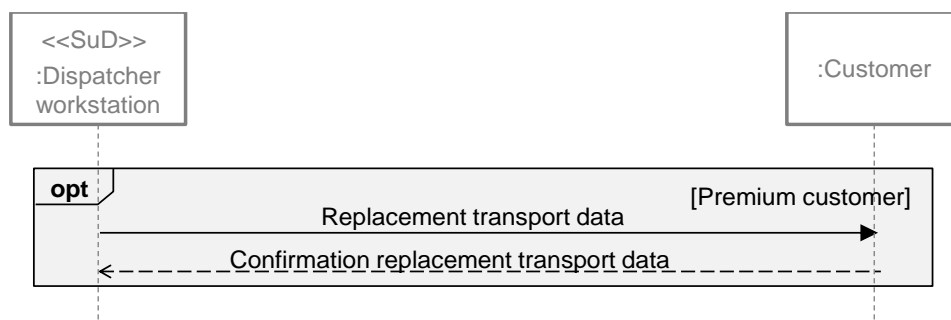 <<SuD>>
:Dispatcher
workstation
:Customer
opt
[Premium customer]
Replacement transport data
Confirmation replacement transport data